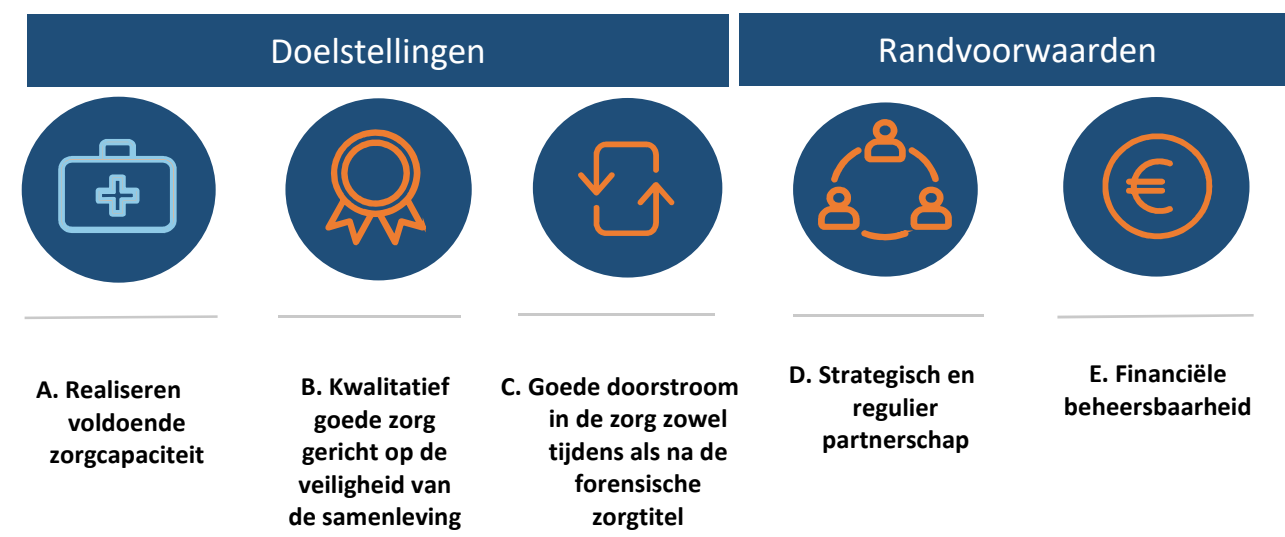 Doelstellingen
Randvoorwaarden
A. Realiseren
voldoende
zorgcapaciteit
B. Kwalitatief
goede zorg
gericht op de
veiligheid van
de samenleving
C. Goede doorstroom
in de zorg zowel
tijdens als na de
forensische
zorgtitel
D. Strategisch en
regulier
partnerschap
E. Financiële
beheersbaarheid